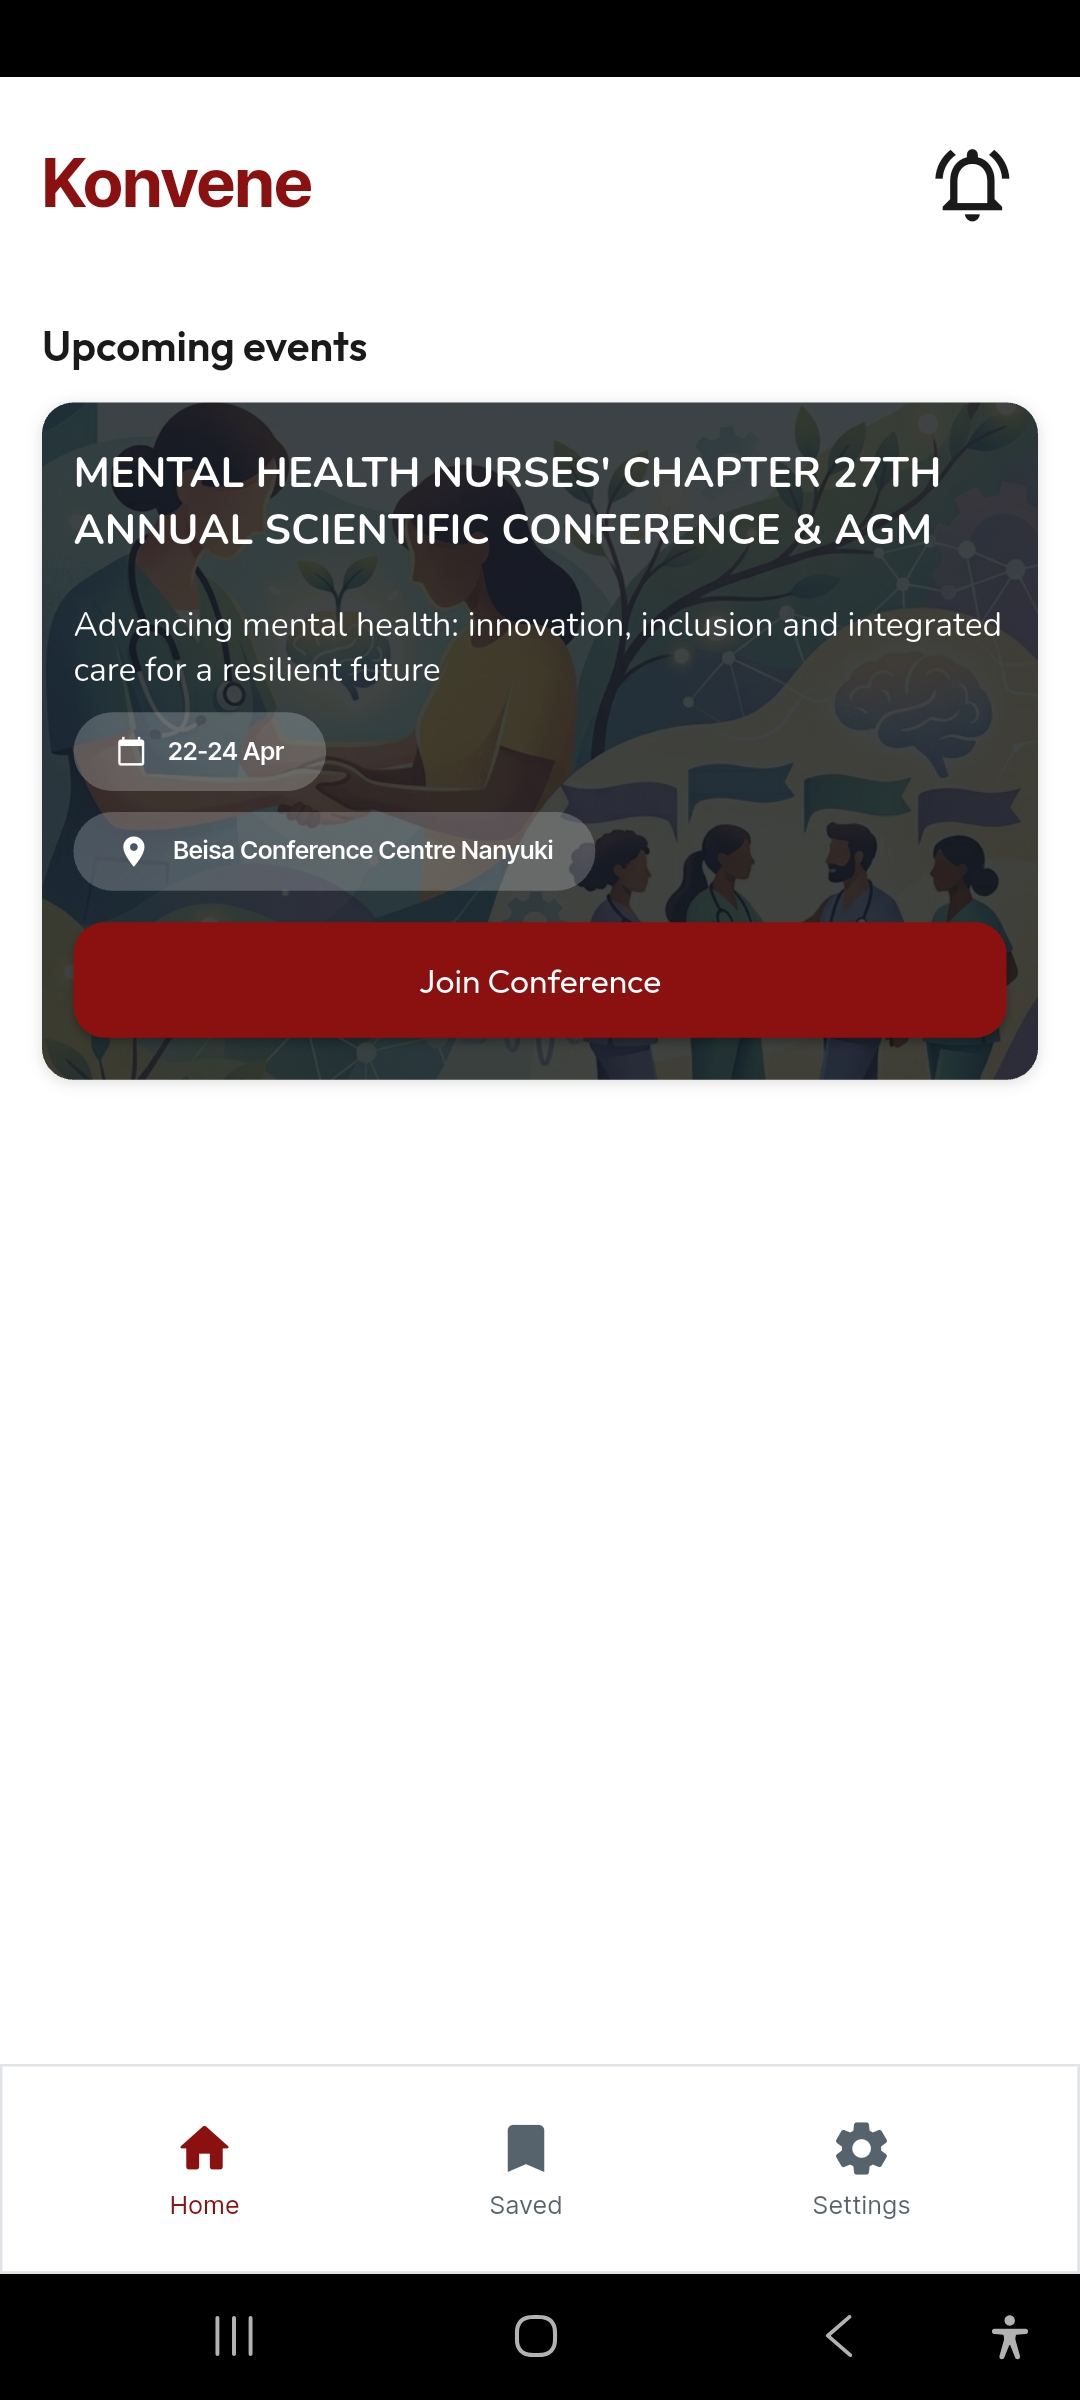 Konvene
Upcoming events
MENTAL HEALTH NURSES' CHAPTER 27TH
ANNUAL SCIENTIFIC CONFERENCE & AGM
Advancing mental health: innovation, inclusion and integrated
care for a resilient future
22-24 Apr
Beisa Conference Centre Nanyuki
Join Conference
Home
Saved
Settings